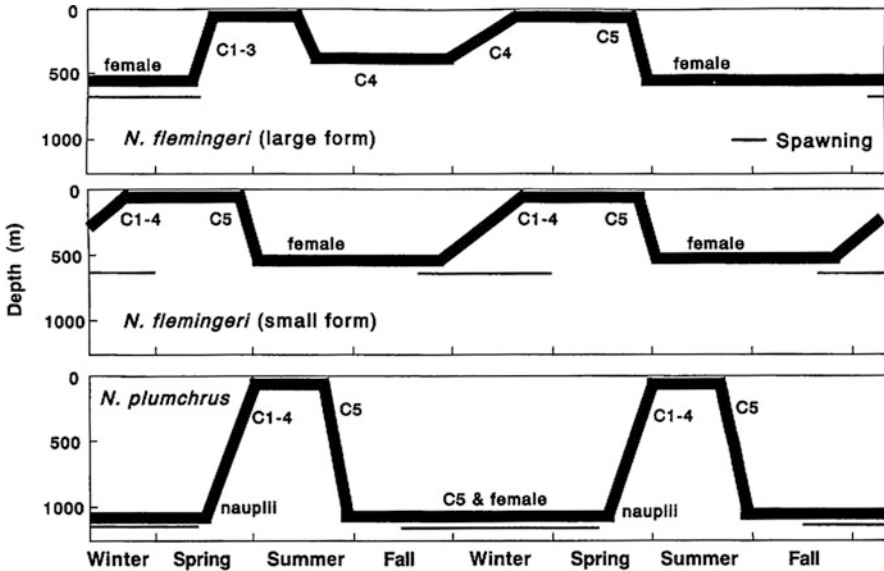 0
female
C1-3
C4
C4
C5
female
500
1000
N. flemingeri (large form)
Spawning
0
C1-4
C5
female
C1-4
C5
female
500
1000
N. flemingeri (small form)
Depth (m)
0
N. plumchrus
C1-4
C5
C1-4
C5
500
1000
nauplii
C5 & female
nauplii
Winter Spring Summer Fall Winter Spring Summer Fall